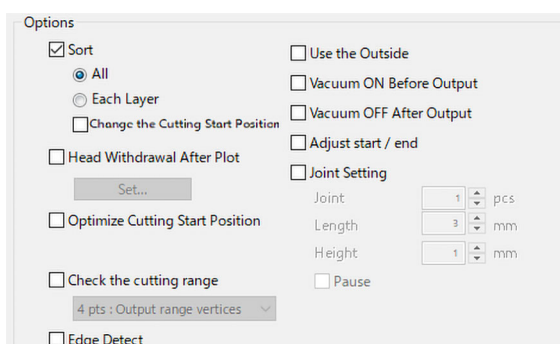 Options
Sort
All
Each Layer
Change the Cutting Start Position
Head Withdrawal After Plot
Set...
Optimize Cutting Start Position
Check the cutting range
4 pts : Output range vertices
Edge Detect
Use the Outside
Vacuum ON Before Output
Vacuum OFF After Output
Adjust start / end
Joint Setting
Joint 1 pcs
Length 3 mm
Height 1 mm
Pause